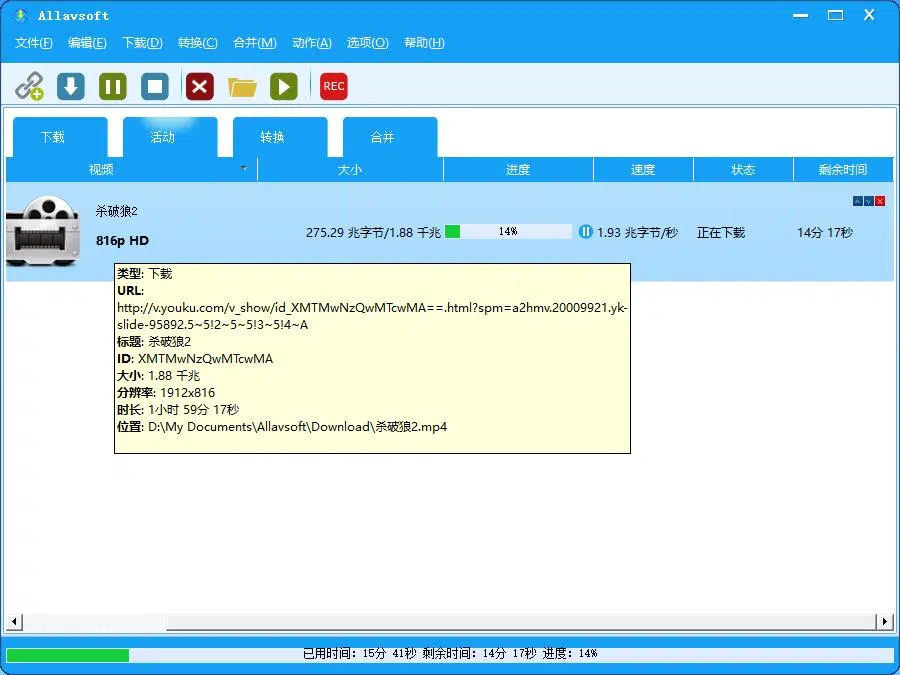 Allavsoft
文件(F) 编辑(E) 下载(D) 转换(C) 合并(M) 动作(A) 选项(O) 帮助(H)
REC
下载 活动 转换 合并
视频 大小 进度 速度 状态 剩余时间
杀破狼2
816p HD
275.29 兆字节/1.88 千兆 14% 1.93 兆字节/秒 正在下载 14分 17秒
类型: 下载
URL:
http://v.youku.com/v_show/id_XMTMwNzQwMTcwMA==.html?spm=a2hmv.20009921.yk-
slide-95892.5~5!2~5~5!3~5!4~A
标题: 杀破狼2
ID: XMTMwNzQwMTcwMA
大小: 1.88 千兆
分辨率: 1912x816
时长: 1小时 59分 17秒
位置: D:\My Documents\Allavsoft\Download\杀破狼2.mp4
已用时间: 15分 41秒 剩余时间: 14分 17秒 进度: 14%